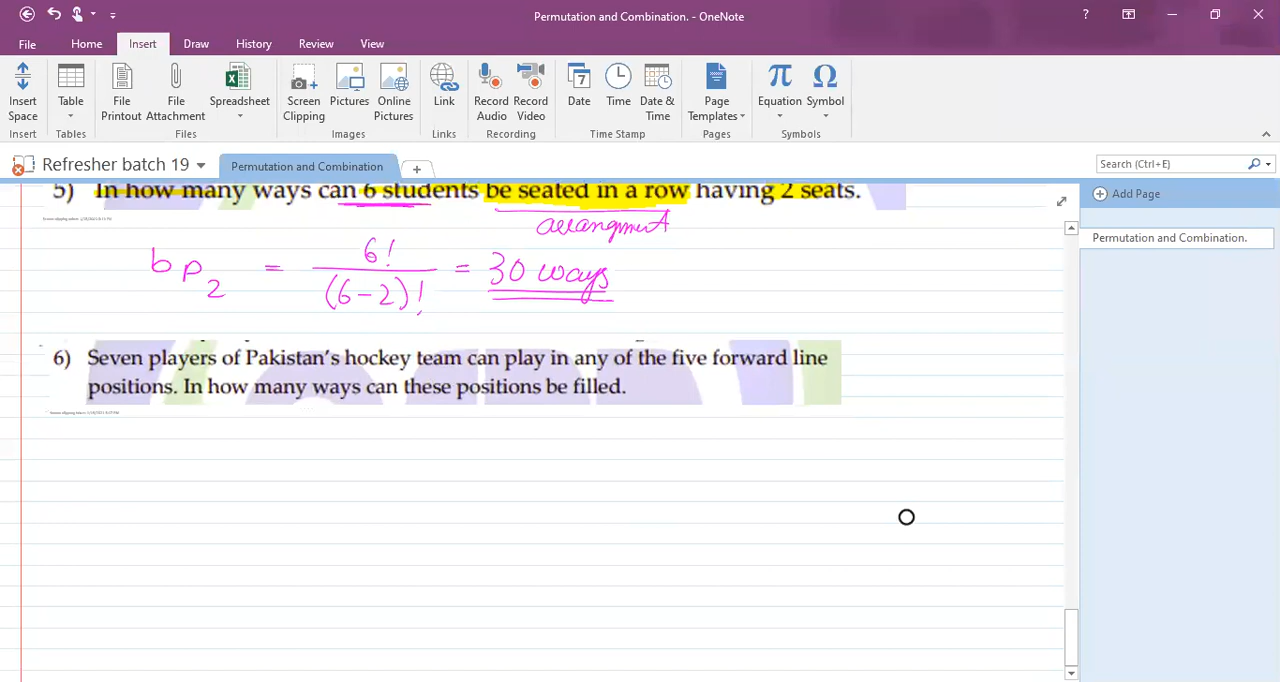 Permutation and Combination. - OneNote
?
File Home Insert Draw History Review View
Insert Space
Table
File Printout
File Attachment
Spreadsheet
Screen Clipping
Pictures
Online Pictures
Link
Record Audio
Record Video
Date
Time
Date & Time
Page Templates
π Equation
Ω Symbol
Insert Tables Files Images Links Recording Time Stamp Pages Symbols
Refresher batch 19
Permutation and Combination
Search (Ctrl+E)
Add Page
Permutation and Combination.
5) In how many ways can 6 students be seated in a row having 2 seats.
arrangment
6P2 = 6! / (6-2)! = 30 ways
6) Seven players of Pakistan's hockey team can play in any of the five forward line
positions. In how many ways can these positions be filled.